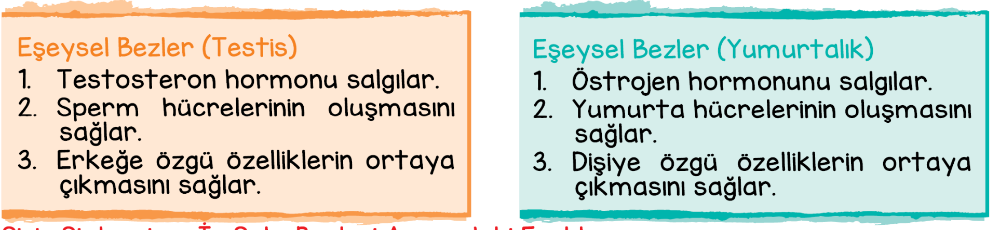 Eşeysel Bezler (Testis)
1. Testosteron hormonu salgılar.
2. Sperm hücrelerinin oluşmasını
sağlar.
3. Erkeğe özgü özelliklerin ortaya
çıkmasını sağlar.
Eşeysel Bezler (Yumurtalık)
1. Östrojen hormonunu salgılar.
2. Yumurta hücrelerinin oluşmasını
sağlar.
3. Dişiye özgü özelliklerin ortaya
çıkmasını sağlar.